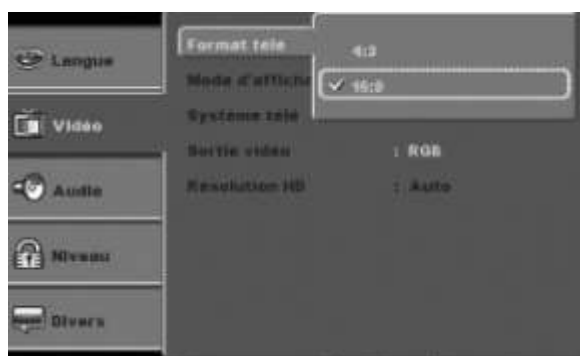 Langue
Vidéo
Audio
Niveau
Divers
Format télé
4:3
16:9
Mode d'affiche
Système télé
Sortie vidéo : RGB
Résolution HD : Auto